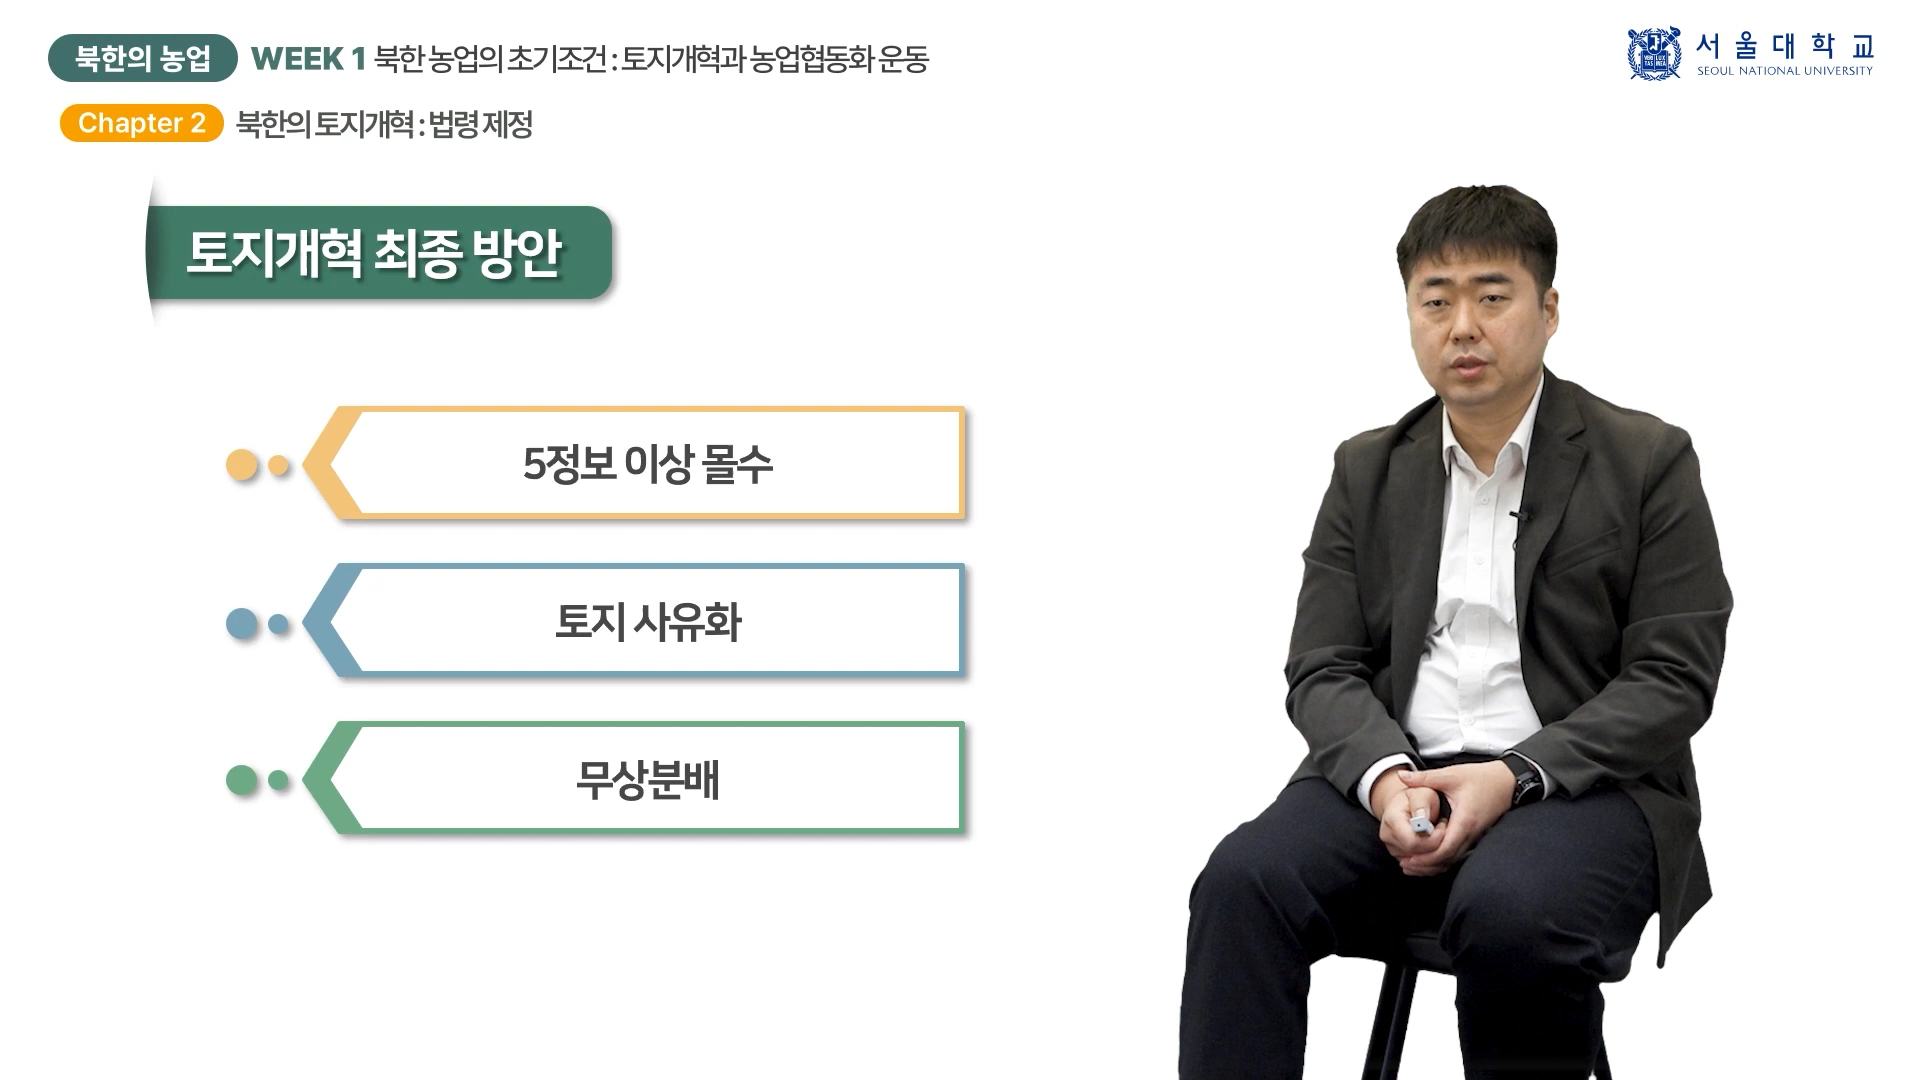 북한의 농업 WEEK 1 북한 농업의 초기조건 : 토지개혁과 농업협동화 운동
서울대학교
SEOUL NATIONAL UNIVERSITY
Chapter 2 북한의 토지개혁 : 법령 제정
토지개혁 최종 방안
5정보 이상 몰수
토지 사유화
무상분배